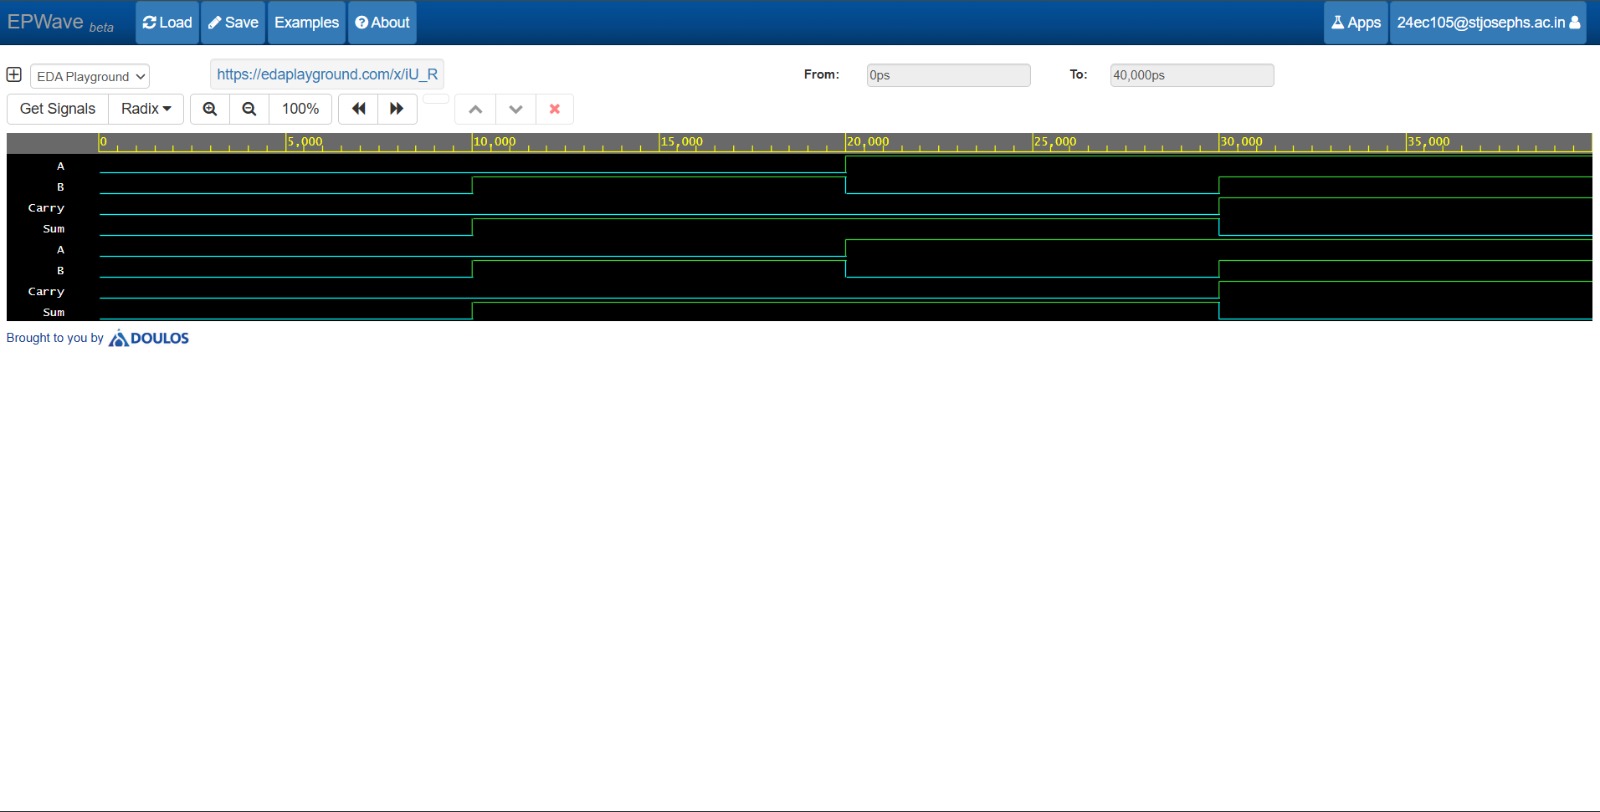 EPWave beta Load Save Examples About Apps 24ec105@stjosephs.ac.in
EDA Playground https://edaplayground.com/x/iU_R From: 0ps To: 40,000ps
Get Signals Radix 100%
0 5,000 10,000 15,000 20,000 25,000 30,000 35,000
A
B
Carry
Sum
A
B
Carry
Sum
Brought to you by DOULOS